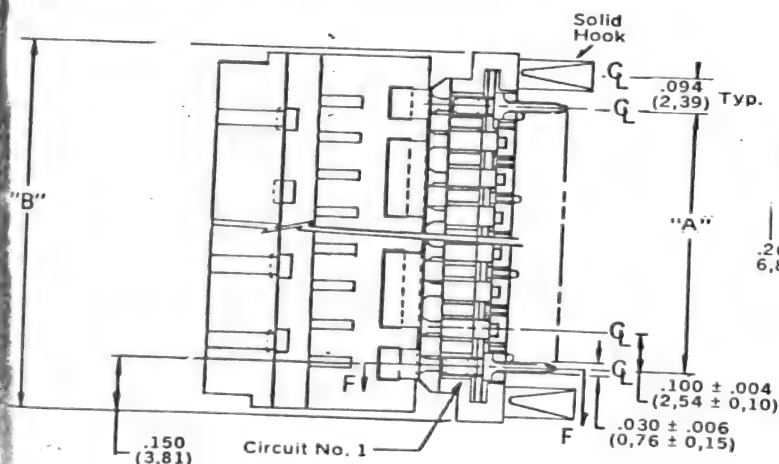 Solid
Hook
C L
.094
(2,39) Typ.
C L
"B"
"A"
C L
C L
.100 ± .004
(2,54 ± 0,10)
.030 ± .006
(0,76 ± 0,15)
F
F
.150
(3,81)
Circuit No. 1